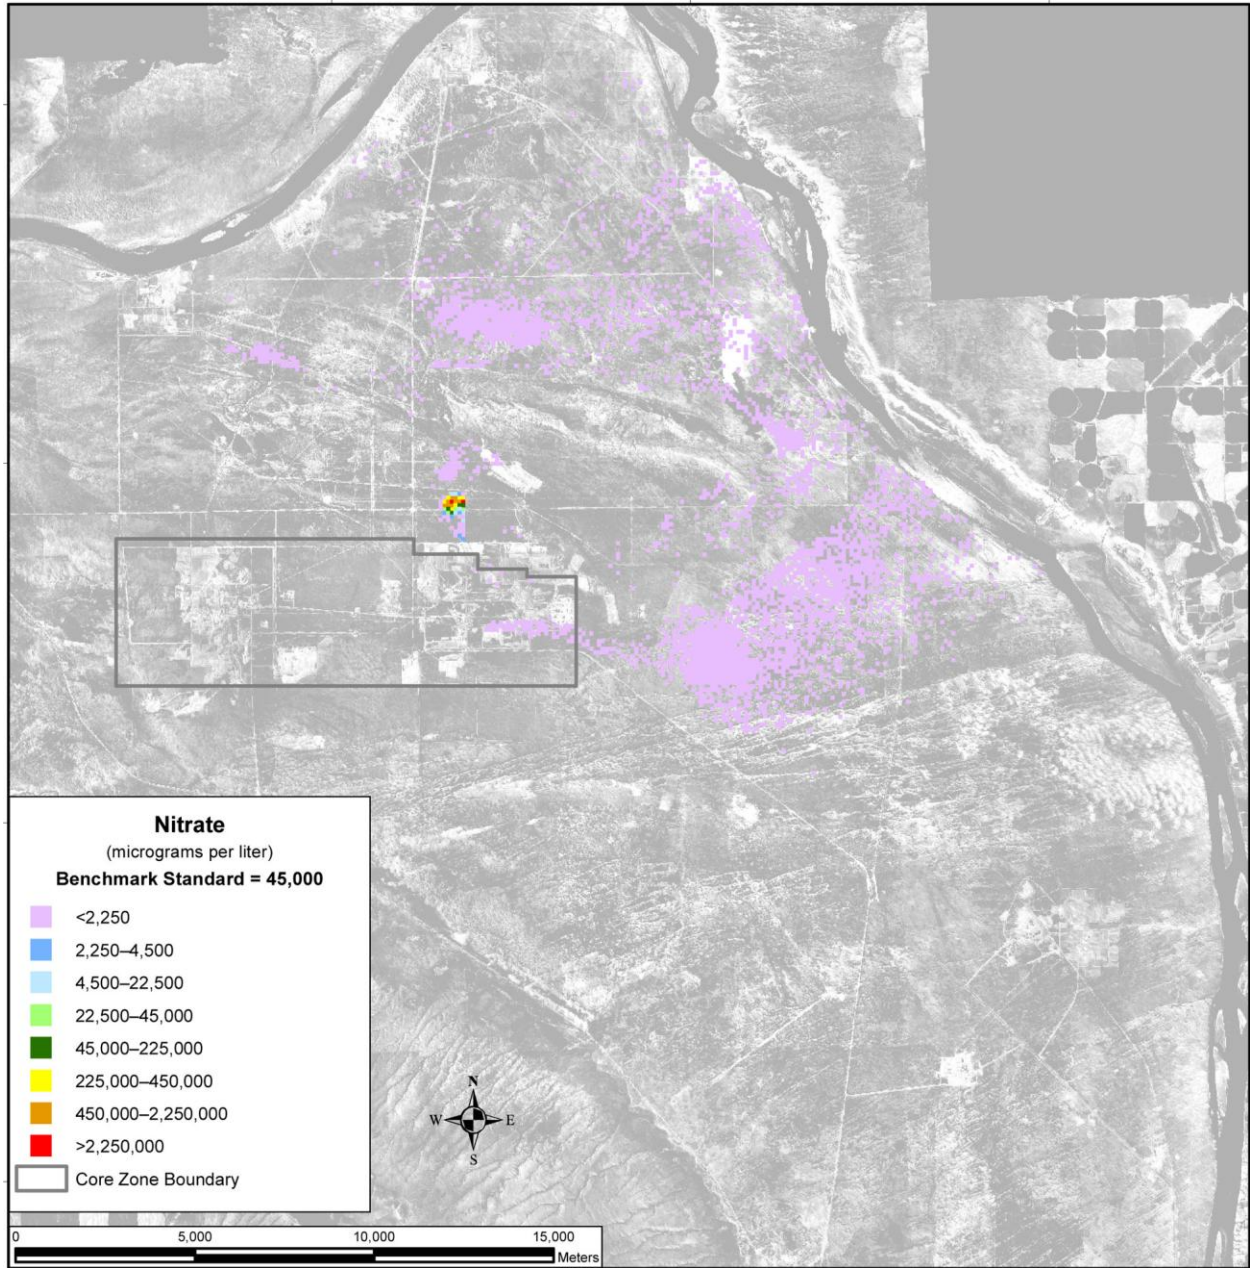 Nitrate
(micrograms per liter)
Benchmark Standard = 45,000
<2,250
2,250–4,500
4,500–22,500
22,500–45,000
45,000–225,000
225,000–450,000
450,000–2,250,000
>2,250,000
Core Zone Boundary
N
W E
S
0 5,000 10,000 15,000
Meters